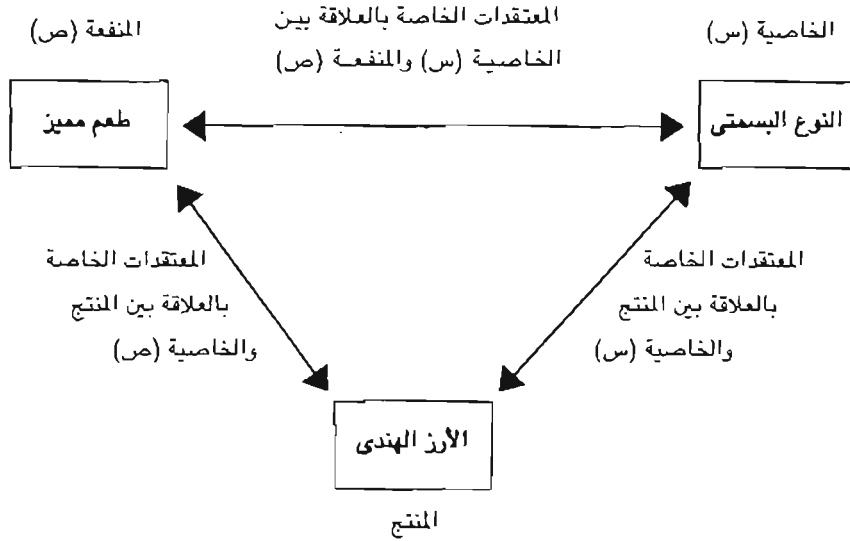 الخاصية (س)
المعتقدات الخاصة بالعلاقة بين
الخاصية (س) والمنفعة (ص)
المنفعة (ص)
النوع البسمتى
طعم مميز
المعتقدات الخاصة
بالعلاقة بين المنتج
والخاصية (س)
المعتقدات الخاصة
بالعلاقة بين المنتج
والخاصية (ص)
الأرز الهندى
المنتج